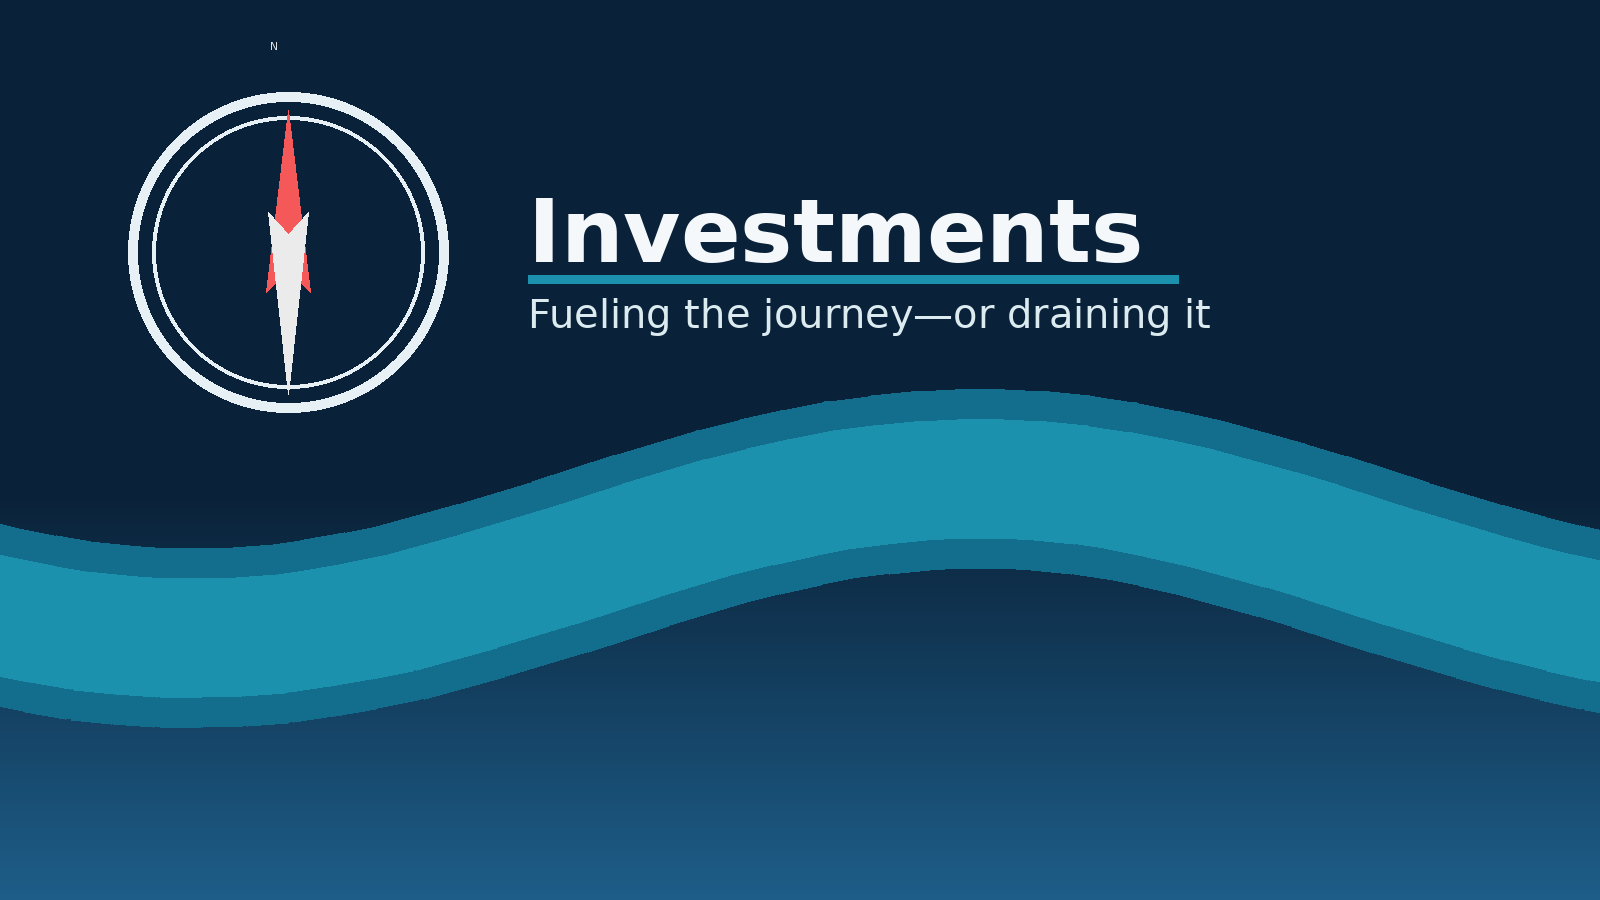 N
Investments
Fueling the journey—or draining it